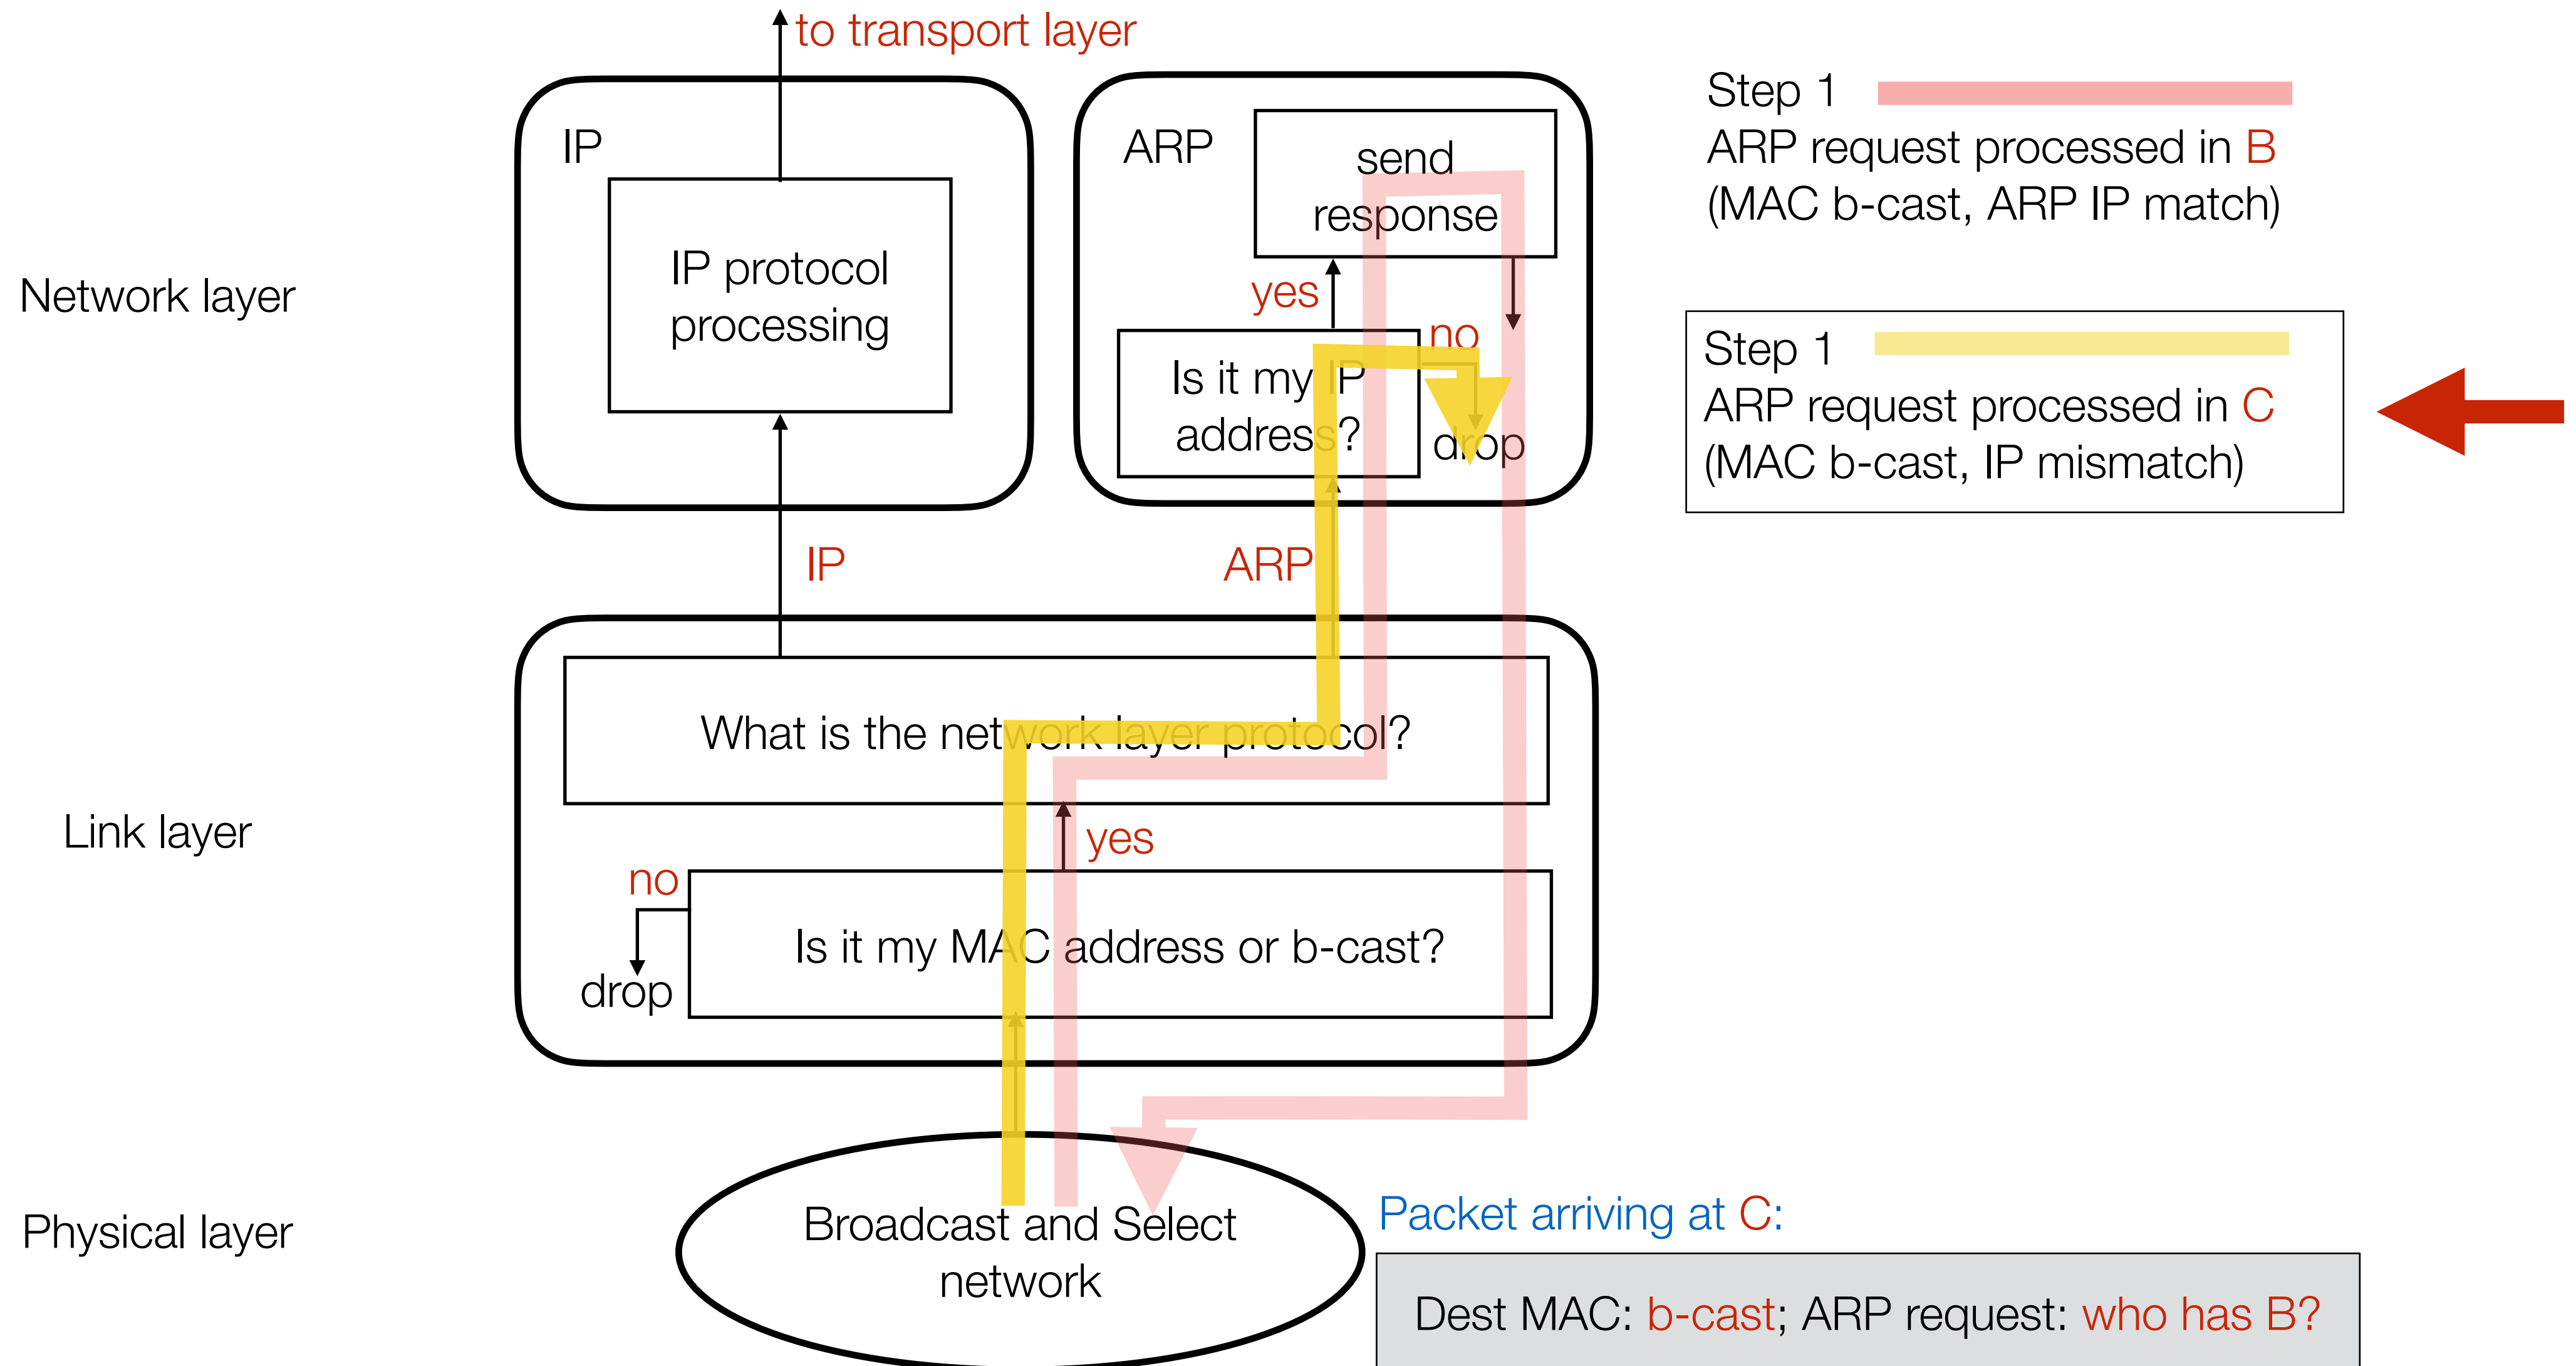 to transport layer
IP
IP protocol
processing
ARP
send
response
yes
no
Is it my IP
address?
drop
Network layer
Step 1
ARP request processed in B
(MAC b-cast, ARP IP match)
Step 1
ARP request processed in C
(MAC b-cast, IP mismatch)
IP
ARP
What is the network layer protocol?
Link layer
yes
no
Is it my MAC address or b-cast?
drop
Physical layer
Broadcast and Select
network
Packet arriving at C:
Dest MAC: b-cast; ARP request: who has B?